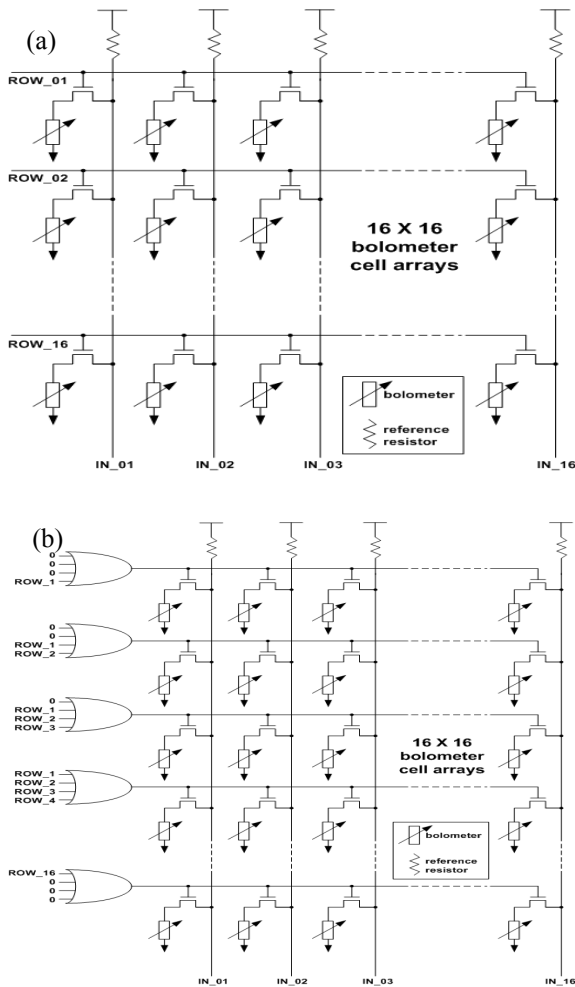 (a)
ROW_01
ROW_02
16 X 16
bolometer
cell arrays
ROW_16
bolometer
reference
resistor
IN_01 IN_02 IN_03 IN_16
(b)
0
0
0
ROW_1
0
0
ROW_1
ROW_2
0
ROW_1
ROW_2
ROW_3
16 X 16
bolometer
cell arrays
ROW_1
ROW_2
ROW_3
ROW_4
bolometer
reference
resistor
ROW_16
0
0
0
IN_01 IN_02 IN_03 IN_16